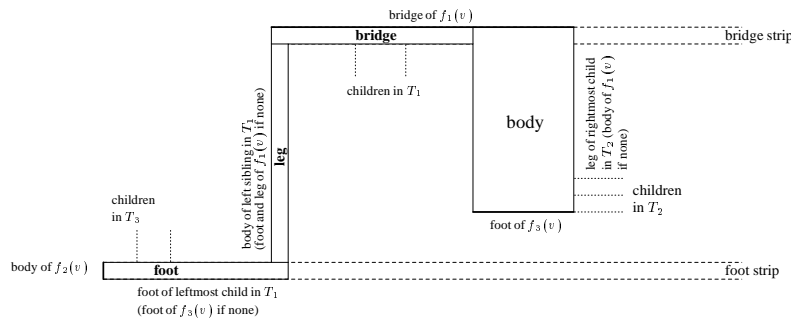 bridge of f₁(v)
bridge
bridge strip
children in T₁
leg of rightmost child
in T₂ (body of f₁(v)
if none)
body of left sibling in T₁
(foot and leg of f₁(v) if none)
leg
body
children
in T₂
children
in T₃
foot of f₃(v)
body of f₂(v)
foot
foot strip
foot of leftmost child in T₁
(foot of f₃(v) if none)